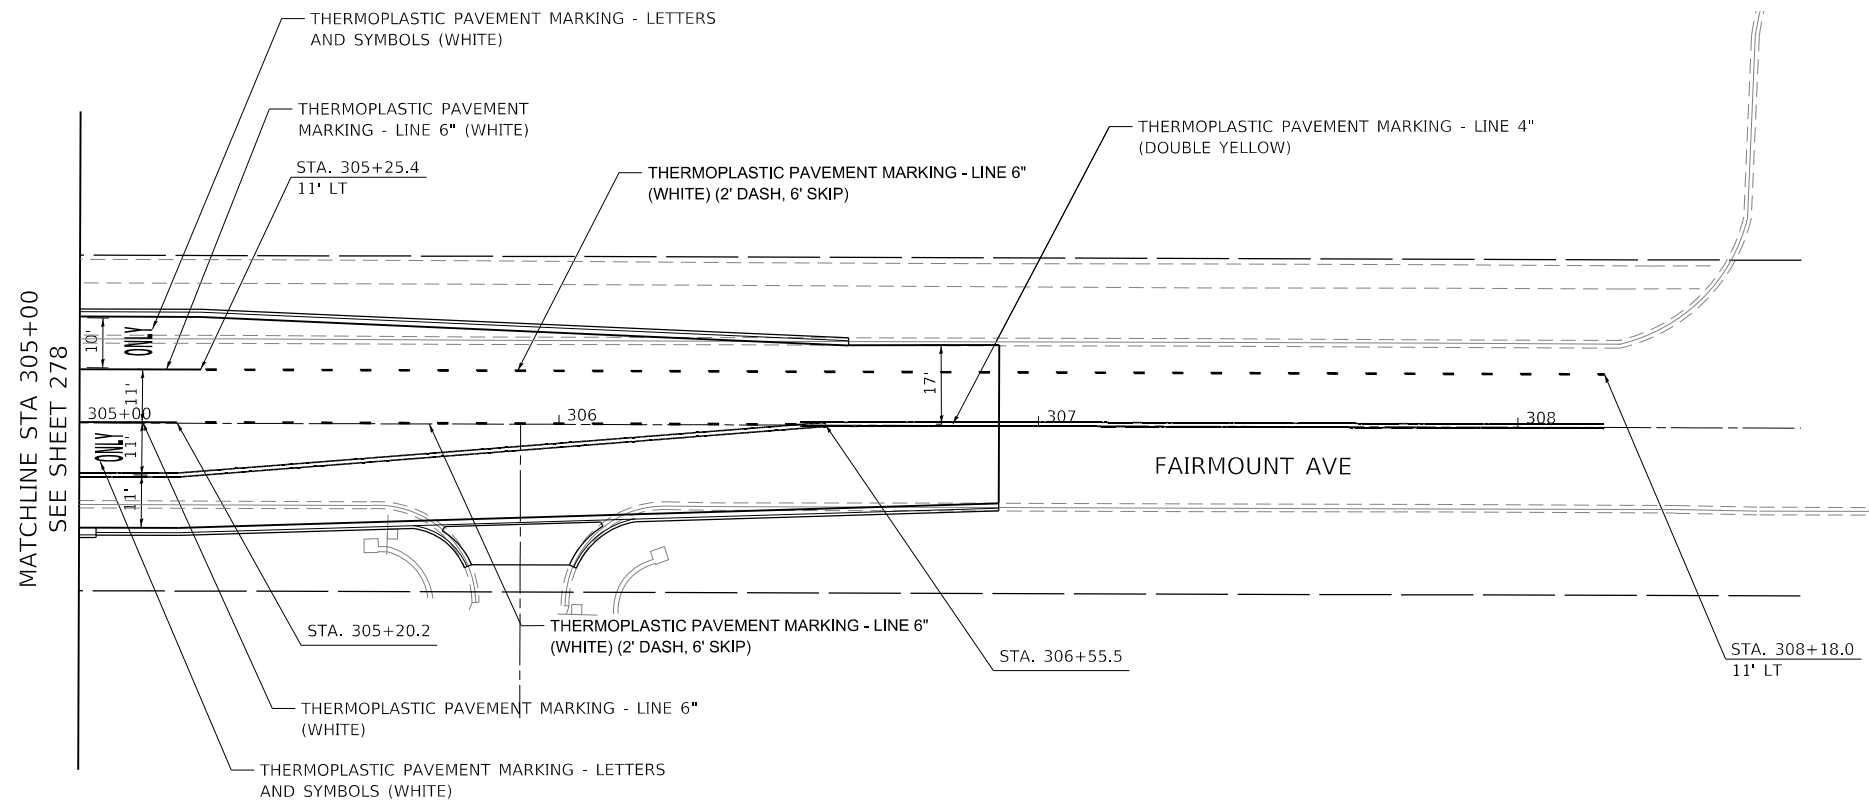 THERMOPLASTIC PAVEMENT MARKING - LETTERS
AND SYMBOLS (WHITE)
THERMOPLASTIC PAVEMENT
MARKING - LINE 6" (WHITE)
STA. 305+25.4
11' LT
THERMOPLASTIC PAVEMENT MARKING - LINE 6"
(WHITE) (2' DASH, 6' SKIP)
THERMOPLASTIC PAVEMENT MARKING - LINE 4"
(DOUBLE YELLOW)
MATCHLINE STA 305+00
SEE SHEET 278
10'
ONLY
11'
17'
305+00
306
307
308
ONLY
11'
11'
FAIRMOUNT AVE
STA. 305+20.2
THERMOPLASTIC PAVEMENT MARKING - LINE 6"
(WHITE) (2' DASH, 6' SKIP)
STA. 306+55.5
STA. 308+18.0
11' LT
THERMOPLASTIC PAVEMENT MARKING - LINE 6"
(WHITE)
THERMOPLASTIC PAVEMENT MARKING - LETTERS
AND SYMBOLS (WHITE)